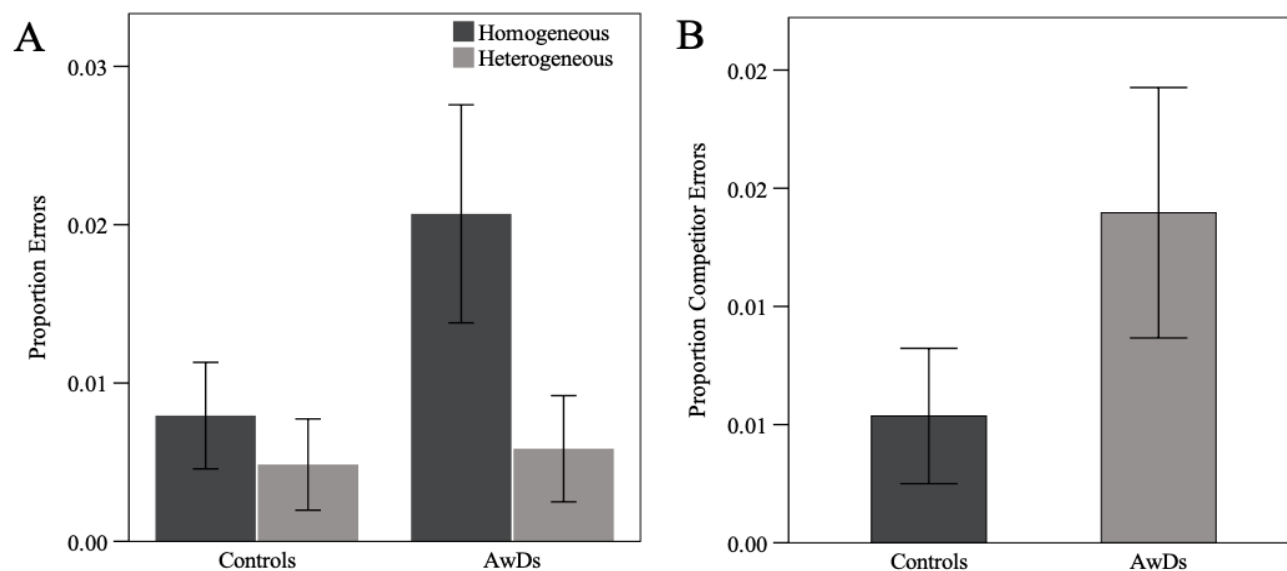 A
Homogeneous
Heterogeneous
0.03
0.02
0.01
0.00
Proportion Errors
Controls
AwDs
B
0.02
0.02
0.01
0.01
0.00
Proportion Competitor Errors
Controls
AwDs